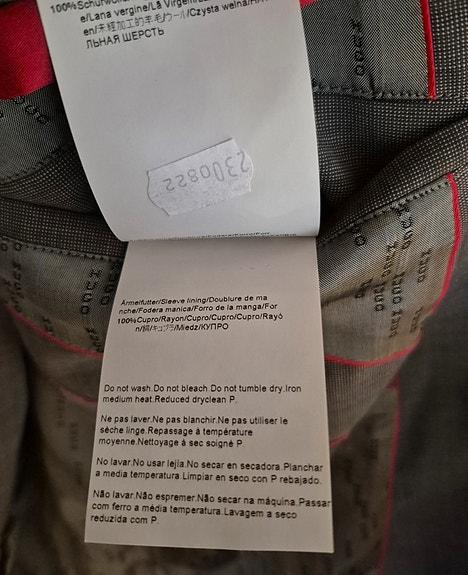 100%Schurwoll
e/Lana vergine/La Virgen/
en/未经加工的羊毛/ウール/Czysta wełna/
ЛЬНАЯ ШЕРСТЬ
2300822
Ärmelfutter/Sleeve lining/Doublure de ma
nche/Fodera manica/Forro de la manga/For
100%Cupro/Rayon/Cupro/Cupro/Cupro/Rayó
n/銅/キュプラ/Miedz/КУПРО
Do not wash.Do not bleach.Do not tumble dry.Iron
medium heat.Reduced dryclean P.
Ne pas laver.Ne pas blanchir.Ne pas utiliser le
sèche linge.Repassage à température
moyenne.Nettoyage à sec soigné P.
No lavar.No usar lejía.No secar en secadora.Planchar
a media temperatura.Limpiar en seco con P rebajado.
Não lavar.Não espremer.Não secar na máquina.Passar
com ferro a média temperatura.Lavagem a seco
reduzida com P.